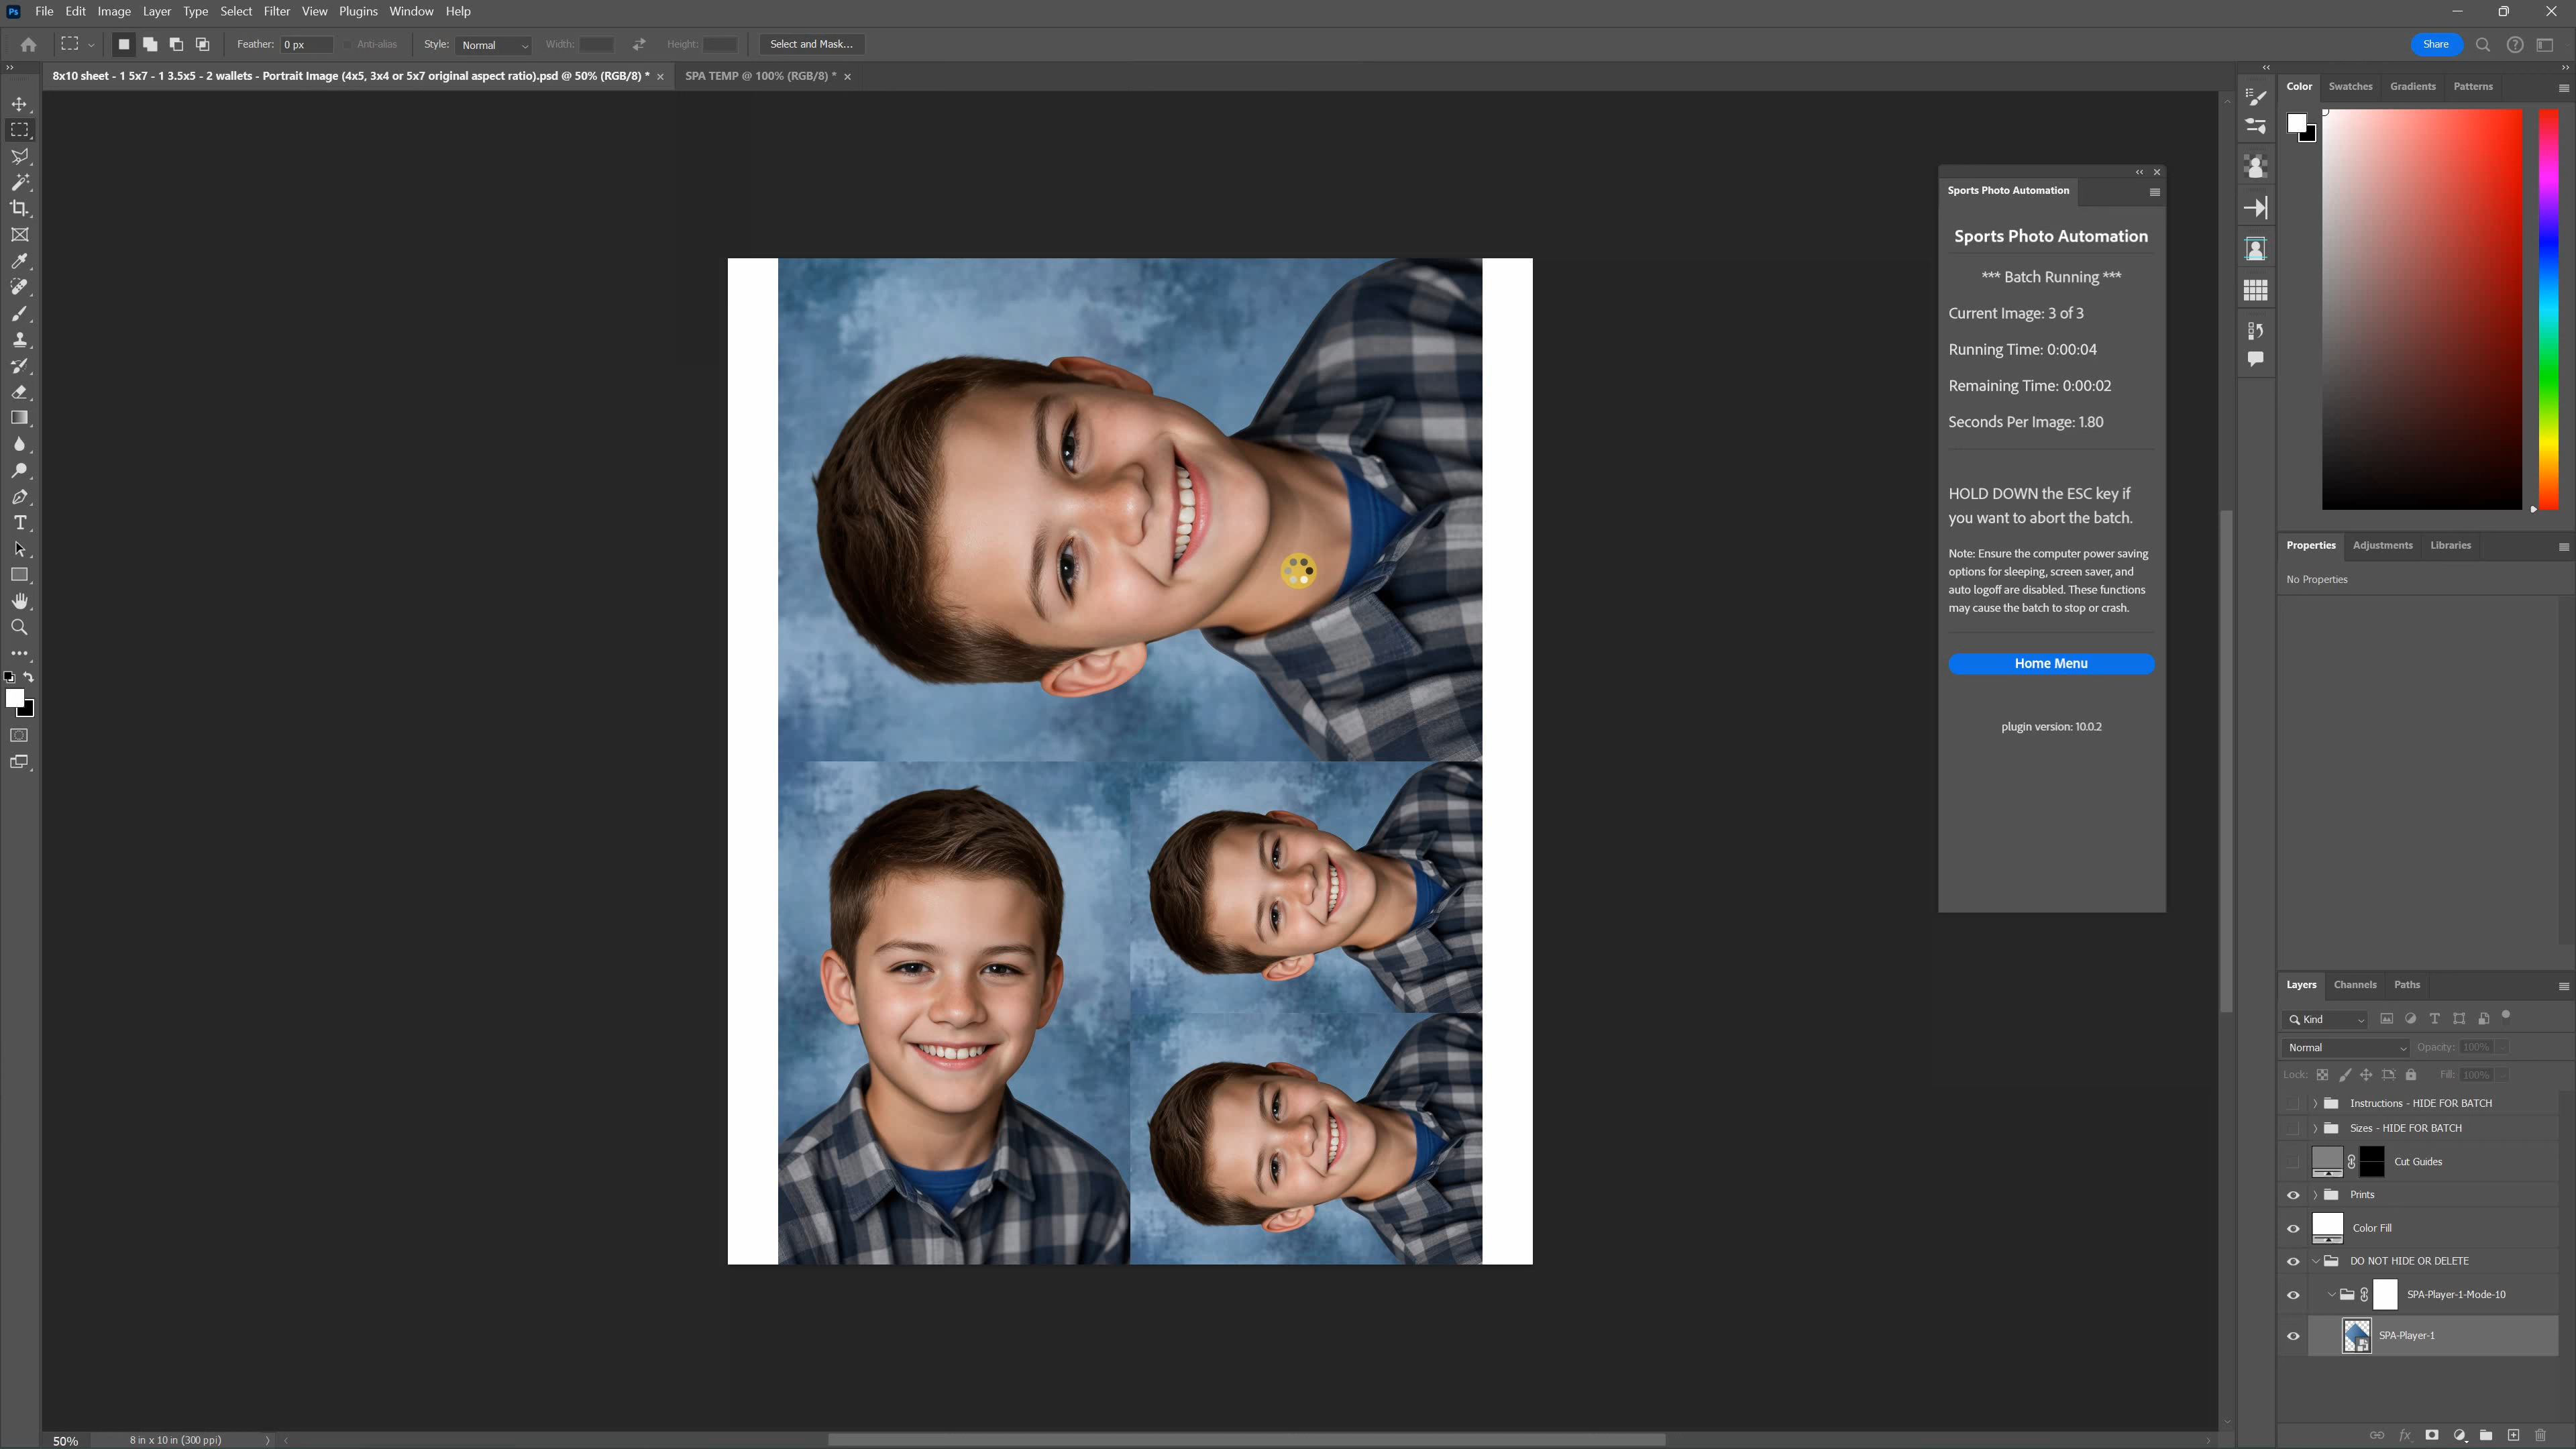 Ps File Edit Image Layer Type Select Filter View Plugins Window Help
Feather: 0 px Anti-alias Style: Normal Width: Height: Select and Mask... Share
8x10 sheet - 1 5x7 - 1 3.5x5 - 2 wallets - Portrait Image (4x5, 3x4 or 5x7 original aspect ratio).psd @ 50% (RGB/8) * SPA TEMP @ 100% (RGB/8) *
Color Swatches Gradients Patterns
Sports Photo Automation
Sports Photo Automation
*** Batch Running ***
Current Image: 3 of 3
Running Time: 0:00:04
Remaining Time: 0:00:02
Seconds Per Image: 1.80
HOLD DOWN the ESC key if
you want to abort the batch.
Note: Ensure the computer power saving
options for sleeping, screen saver, and
auto logoff are disabled. These functions
may cause the batch to stop or crash.
Home Menu
plugin version: 10.0.2
Properties Adjustments Libraries
No Properties
Layers Channels Paths
Kind
Normal Opacity: 100%
Lock: Fill: 100%
Instructions - HIDE FOR BATCH
Sizes - HIDE FOR BATCH
Cut Guides
Prints
Color Fill
DO NOT HIDE OR DELETE
SPA-Player-1-Mode-10
SPA-Player-1
50% 8 in x 10 in (300 ppi)